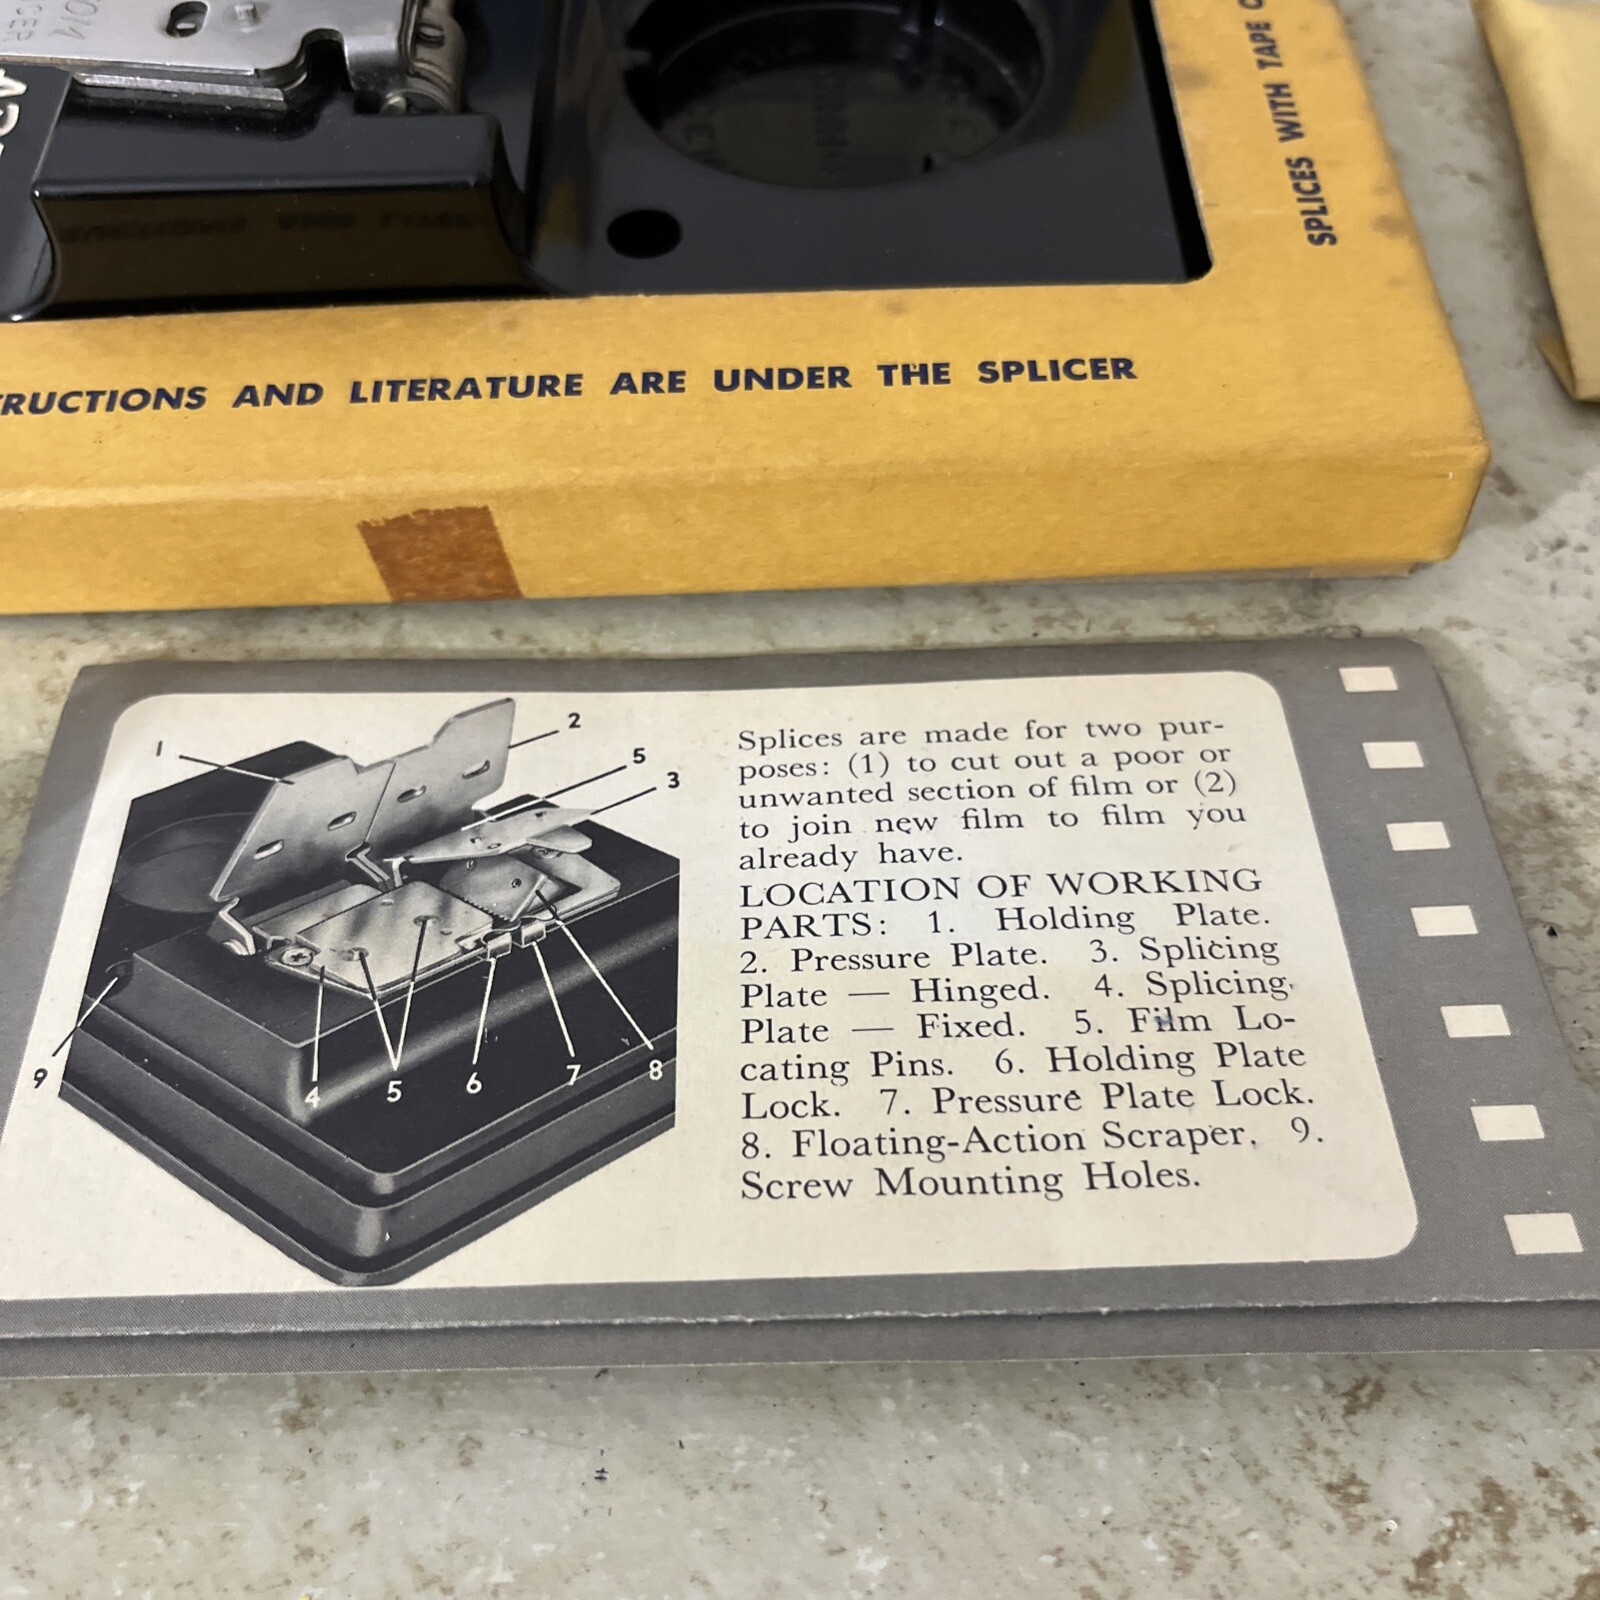 SPLICES WITH TAPE
AND LITERATURE ARE UNDER THE SPLICER
1
2
5
3
4
5
6
7
8
9
Splices are made for two pur-
poses: (1) to cut out a poor or
unwanted section of film or (2)
to join new film to film you
already have.
LOCATION OF WORKING
PARTS: 1. Holding Plate.
2. Pressure Plate. 3. Splicing
Plate — Hinged. 4. Splicing
Plate — Fixed. 5. Film Lo-
cating Pins. 6. Holding Plate
Lock. 7. Pressure Plate Lock.
8. Floating-Action Scraper. 9.
Screw Mounting Holes.